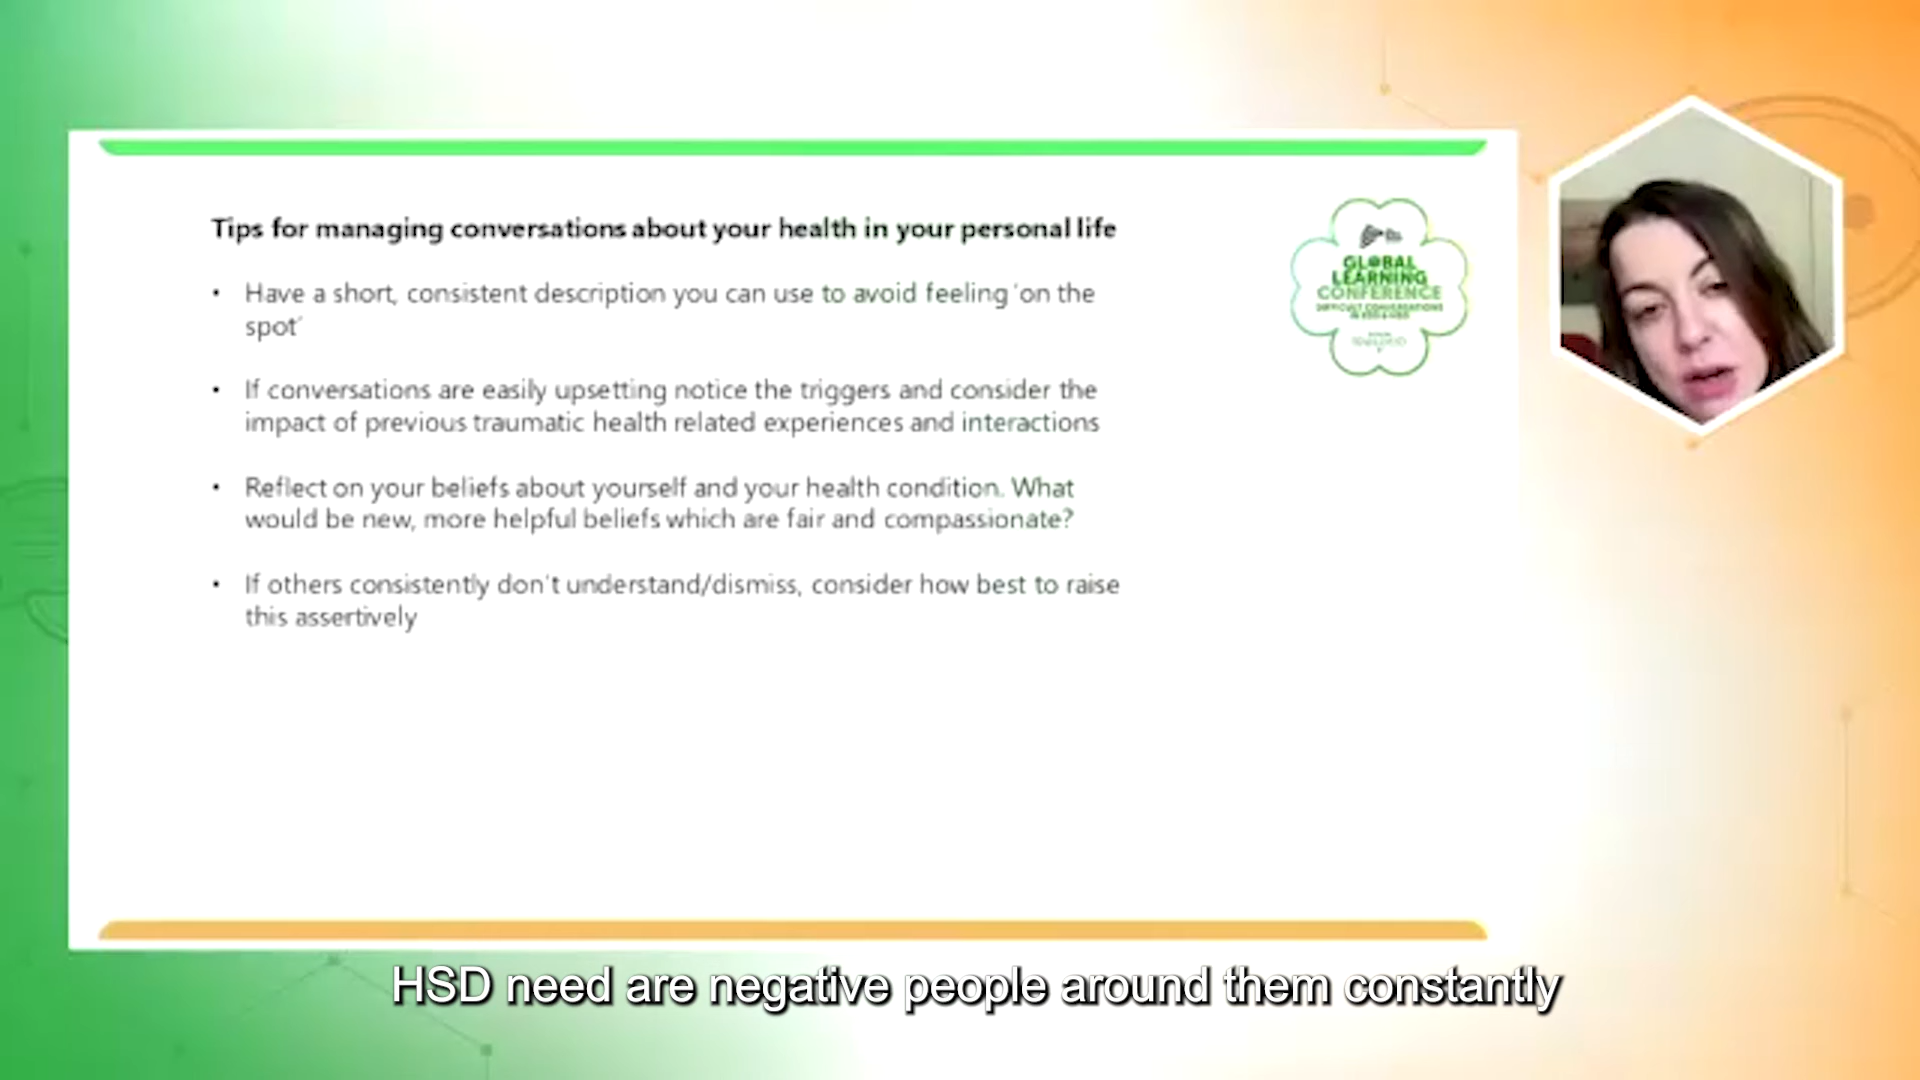 Tips for managing conversations about your health in your personal life
• Have a short, consistent description you can use to avoid feeling 'on the
spot'
• If conversations are easily upsetting notice the triggers and consider the
impact of previous traumatic health related experiences and interactions
• Reflect on your beliefs about yourself and your health condition. What
would be new, more helpful beliefs which are fair and compassionate?
• If others consistently don't understand/dismiss, consider how best to raise
this assertively
GLOBAL
LEARNING
CONFERENCE
DIFFICULT CONVERSATIONS
HSD need are negative people around them constantly